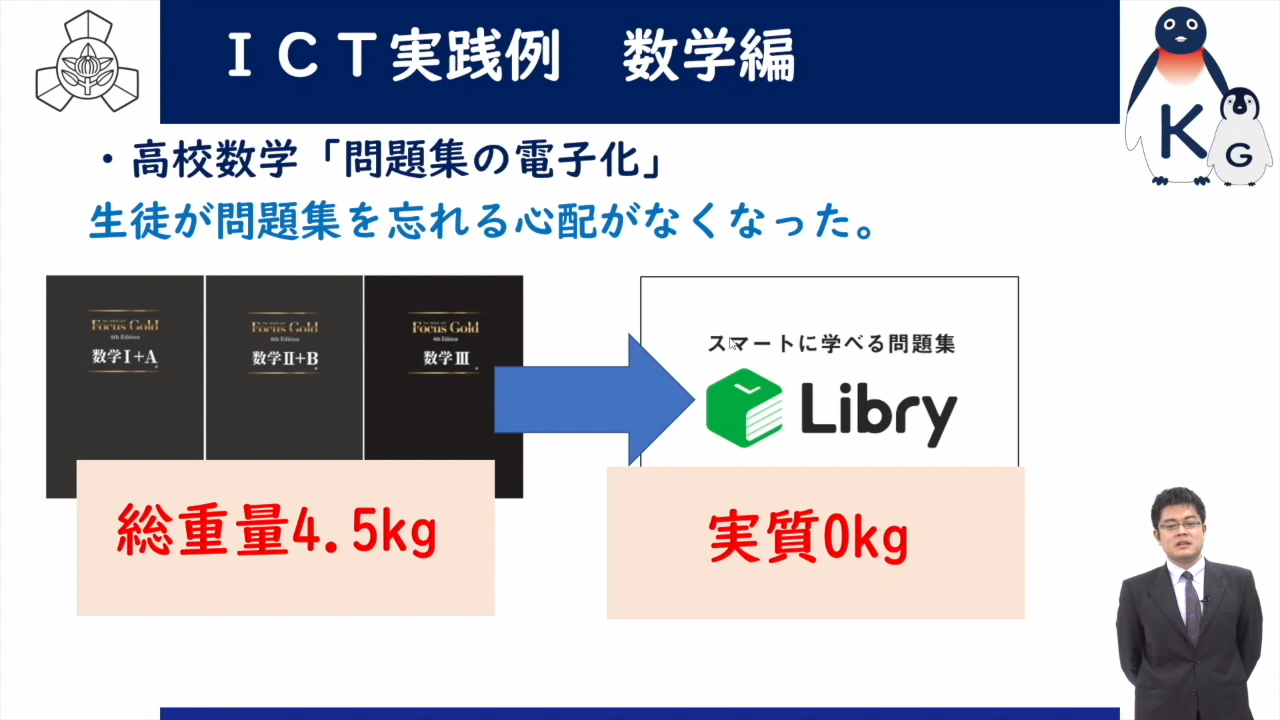 ICT実践例 数学編
・高校数学「問題集の電子化」
生徒が問題集を忘れる心配がなくなった。
Focus Gold
4th Edition
数学Ⅰ+A
Focus Gold
4th Edition
数学Ⅱ+B
Focus Gold
4th Edition
数学Ⅲ
スマートに学べる問題集
Libry
総重量4.5kg
実質0kg
K
G